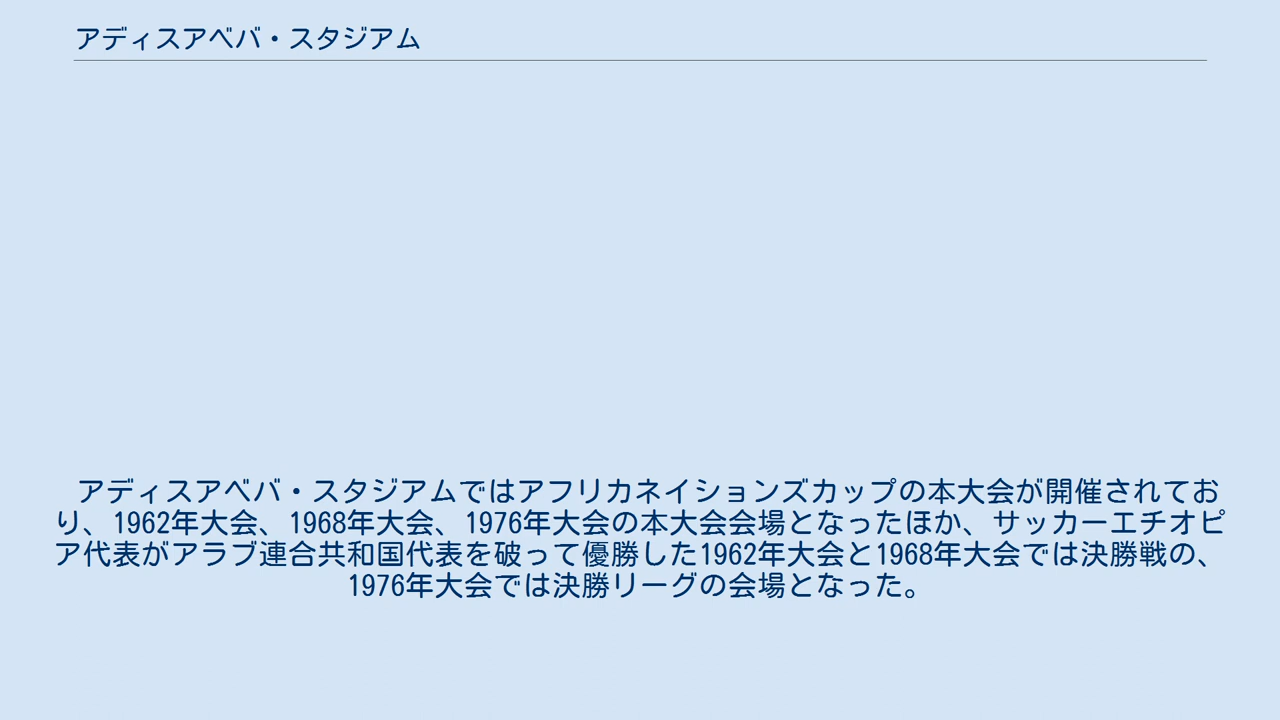 アディスアベバ・スタジアム
アディスアベバ・スタジアムではアフリカネイションズカップの本大会が開催されてお
り、1962年大会、1968年大会、1976年大会の本大会会場となったほか、サッカーエチオピ
ア代表がアラブ連合共和国代表を破って優勝した1962年大会と1968年大会では決勝戦の、
1976年大会では決勝リーグの会場となった。